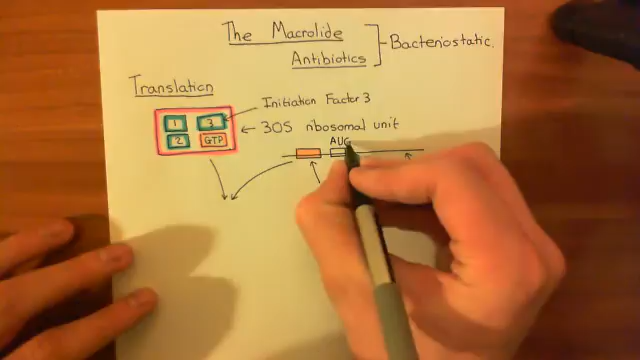 The Macrolide
Antibiotics
Bacteriostatic.
Translation
Initiation Factor 3
1 3
2 GTP
30S ribosomal unit
AUG